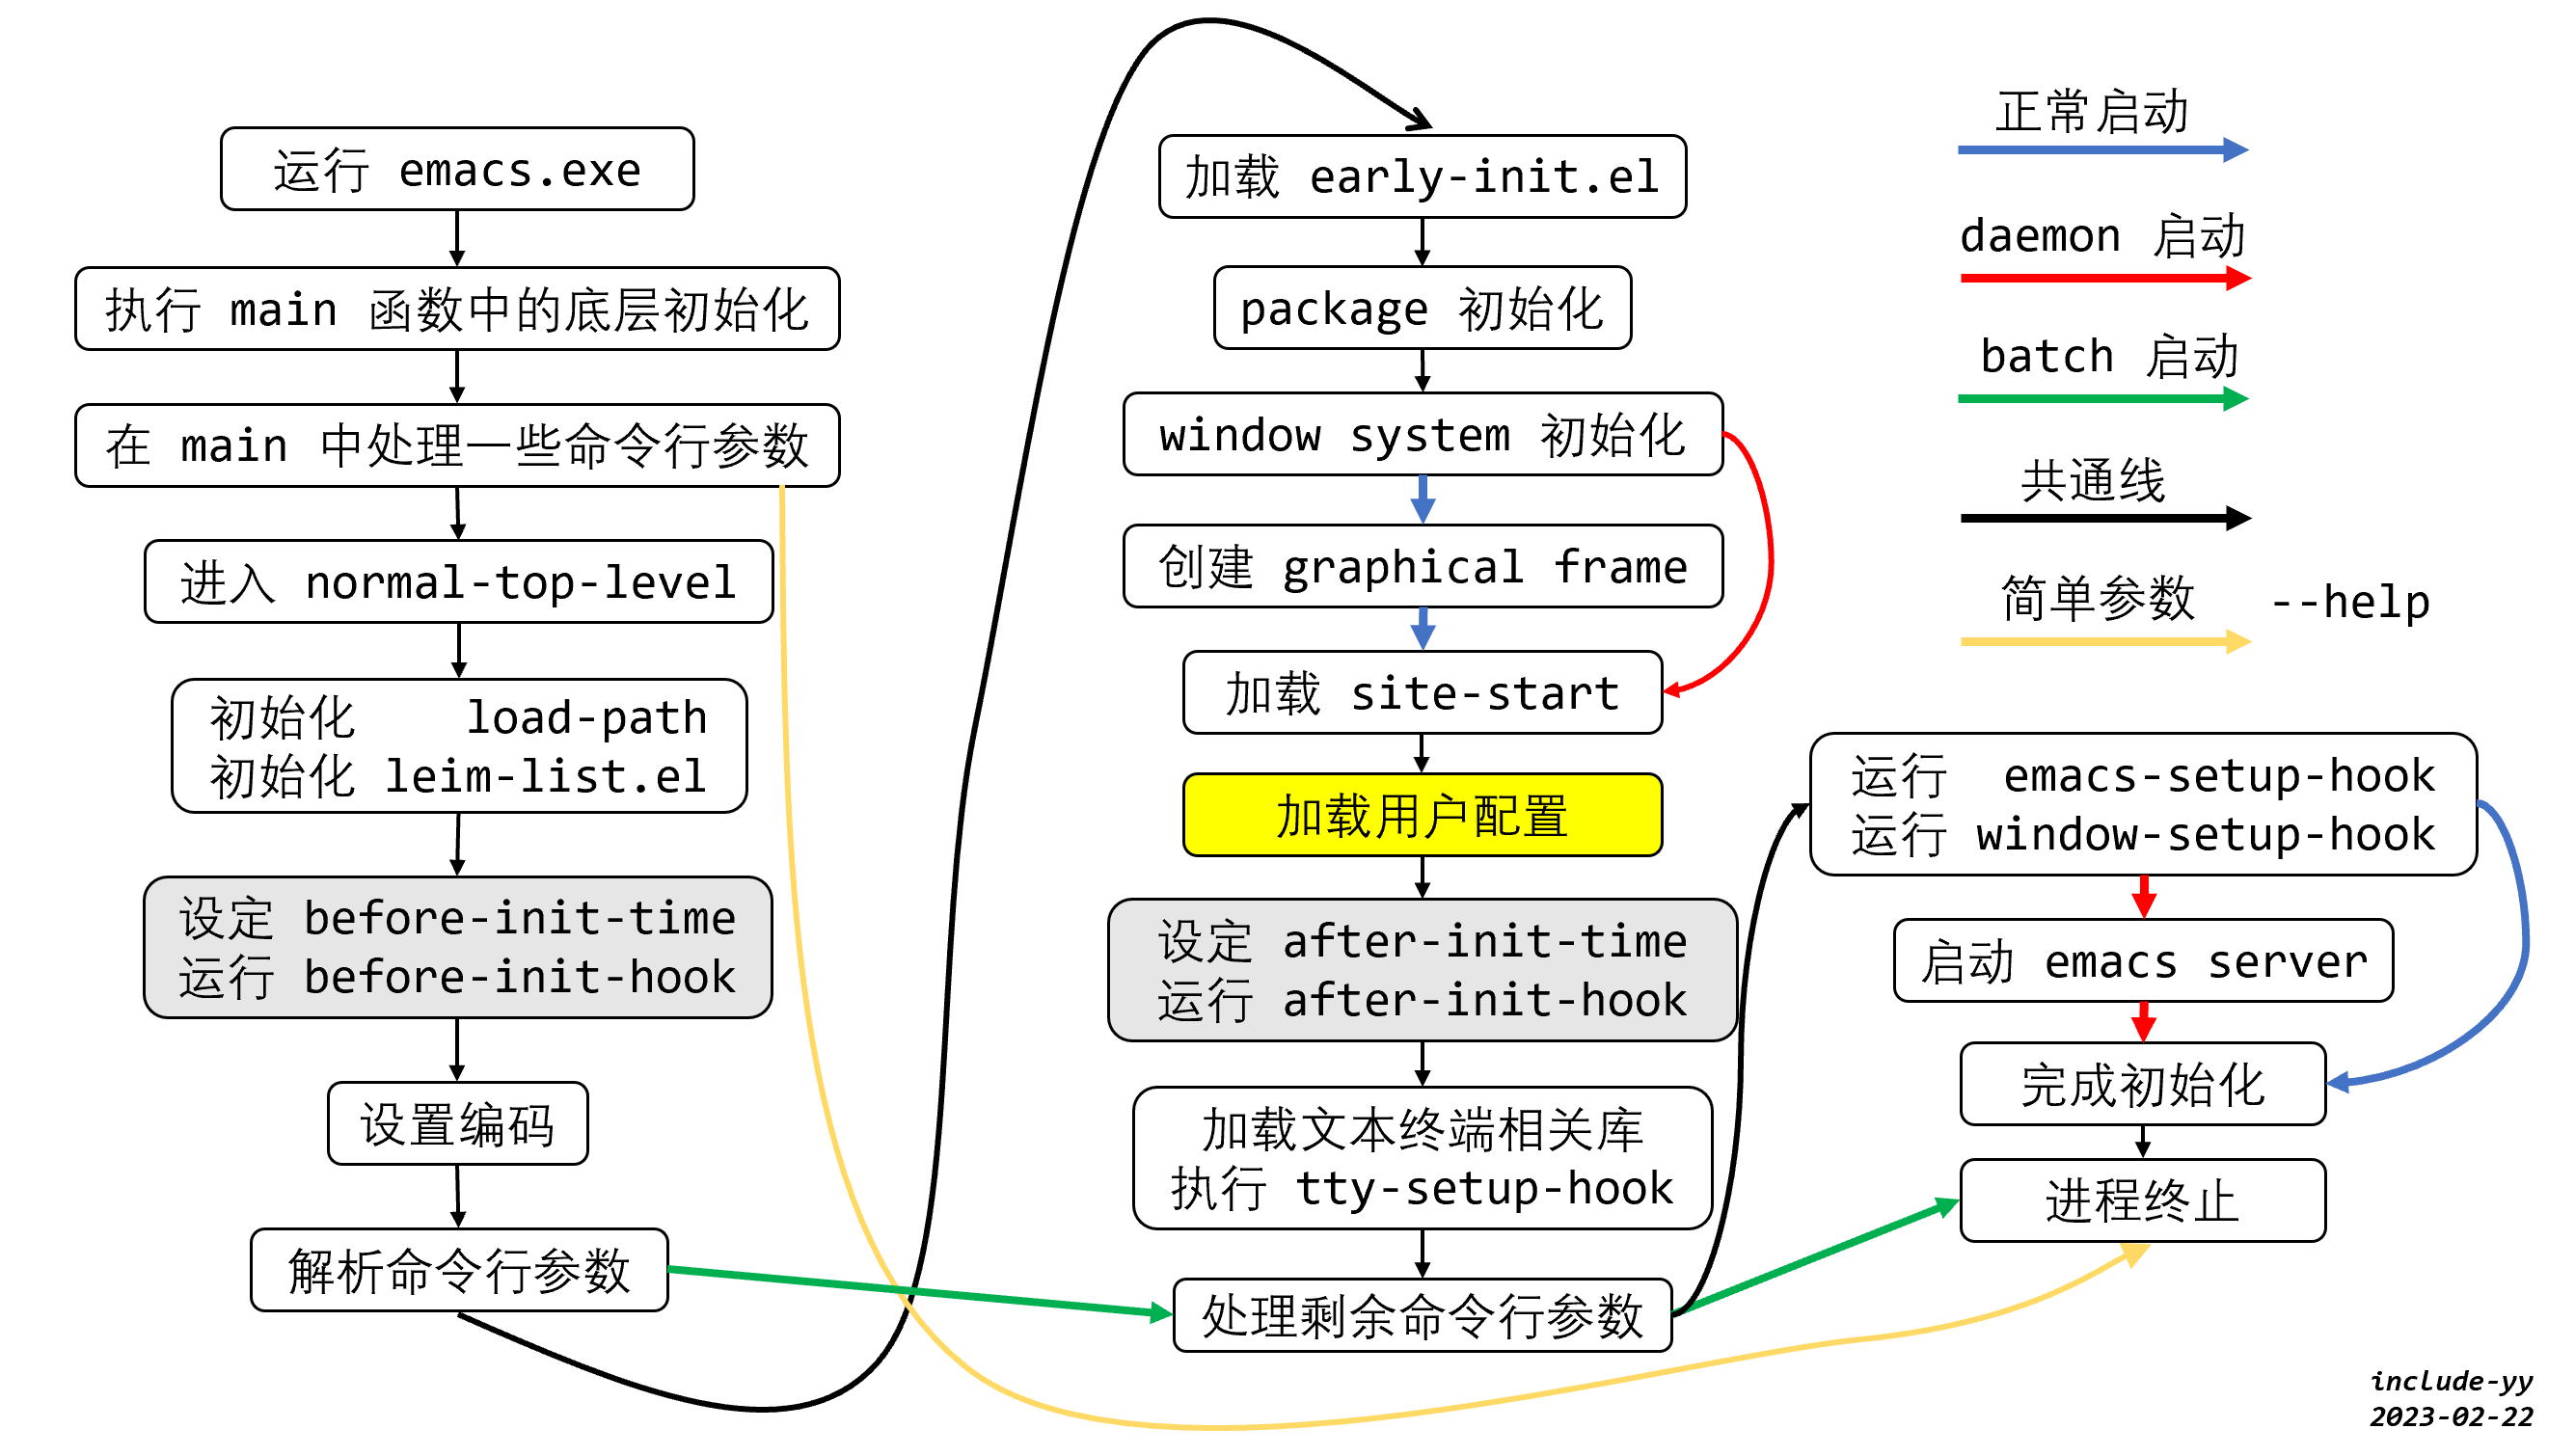 运行 emacs.exe
执行 main 函数中的底层初始化
在 main 中处理一些命令行参数
进入 normal-top-level
初始化 load-path
初始化 leim-list.el
设定 before-init-time
运行 before-init-hook
设置编码
解析命令行参数
加载 early-init.el
package 初始化
window system 初始化
创建 graphical frame
加载 site-start
加载用户配置
设定 after-init-time
运行 after-init-hook
加载文本终端相关库
执行 tty-setup-hook
处理剩余命令行参数
正常启动
daemon 启动
batch 启动
共通线
简单参数 --help
运行 emacs-setup-hook
运行 window-setup-hook
启动 emacs server
完成初始化
进程终止
include-yy
2023-02-22